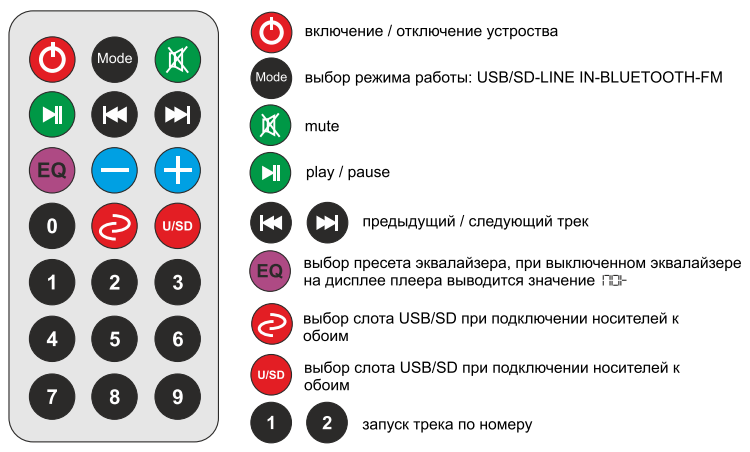 Mode
EQ
0 U/SD
1 2 3
4 5 6
7 8 9
включение / отключение устроства
Mode выбор режима работы: USB/SD-LINE IN-BLUETOOTH-FM
mute
play / pause
предыдущий / следующий трек
EQ выбор пресета эквалайзера, при выключенном эквалайзере
на дисплее плеера выводится значение
выбор слота USB/SD при подключении носителей к
обоим
U/SD выбор слота USB/SD при подключении носителей к
обоим
1 2 запуск трека по номеру